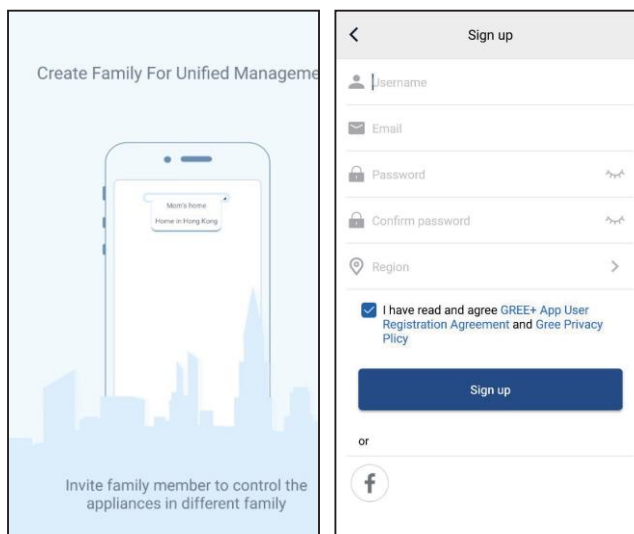 Create Family For Unified Manageme
Mom's home
Home in Hong Kong
Invite family member to control the
appliances in different family
Sign up
Username
Email
Password
Confirm password
Region
I have read and agree GREE+ App User
Registration Agreement and Gree Privacy
Plicy
Sign up
or
f